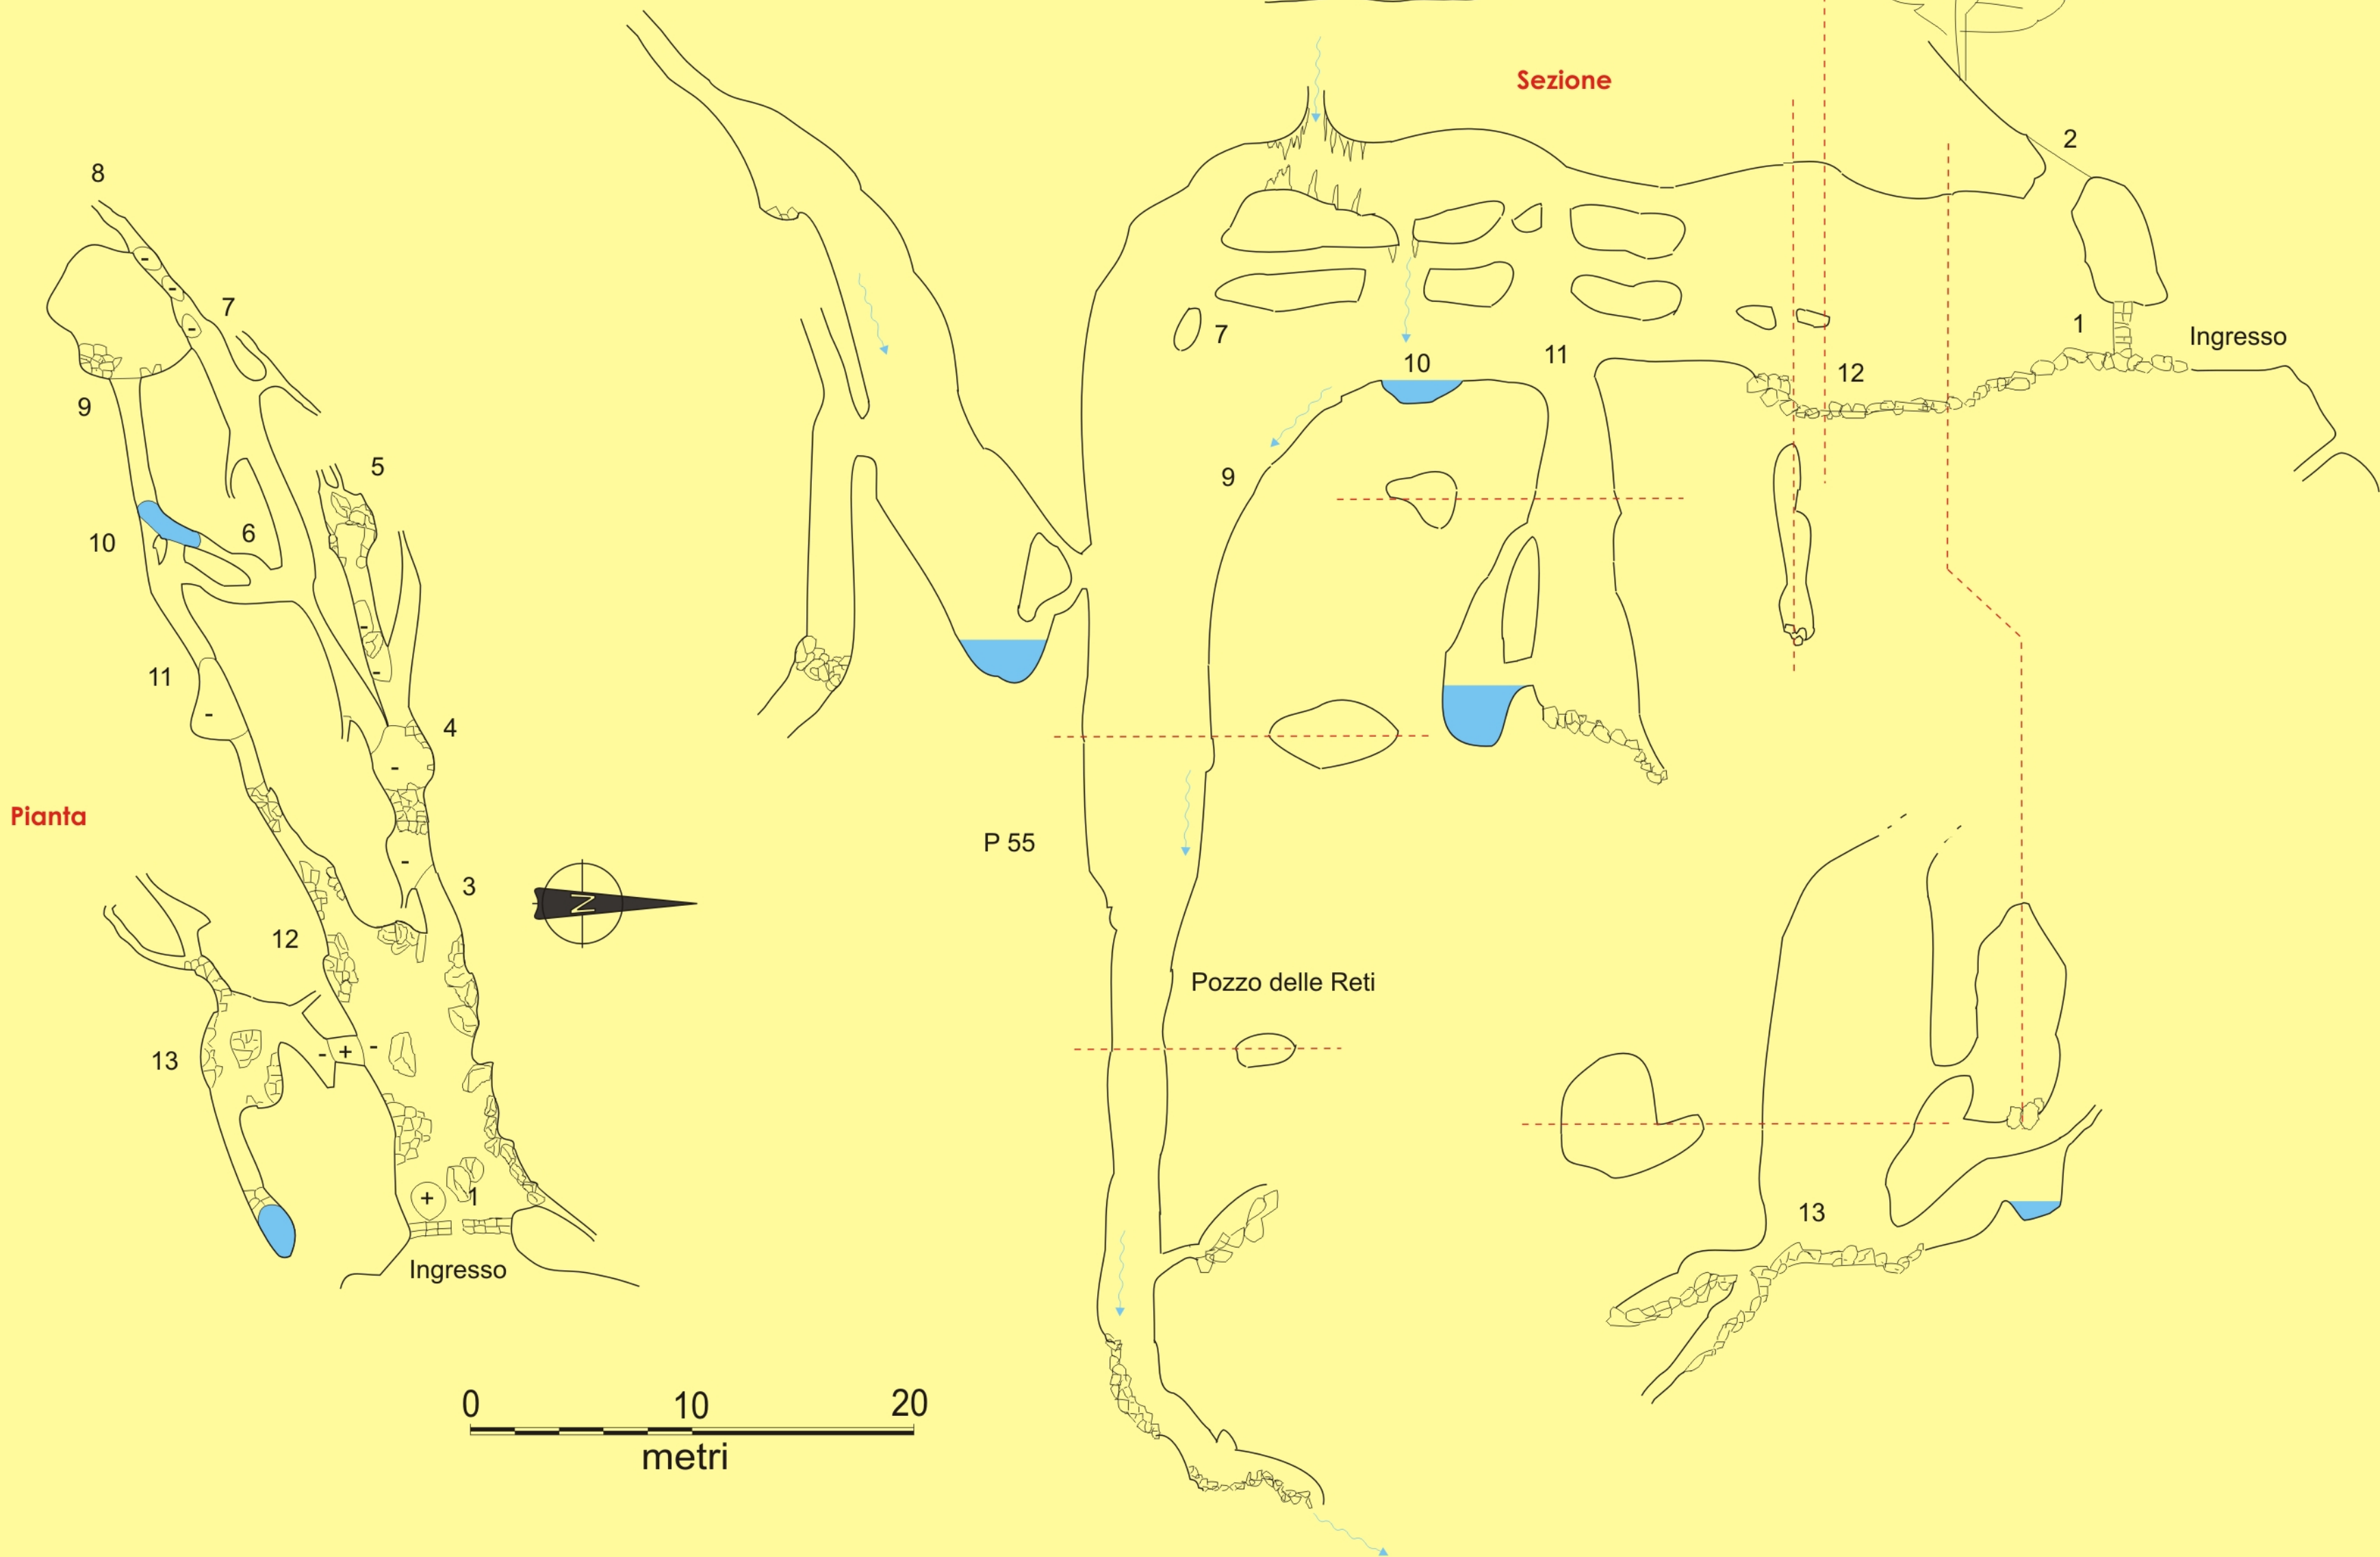 Sezione
2
8
7
1
Ingresso
7
10
11
12
9
5
9
10
6
11
4
Pianta
P 55
3
N
12
Pozzo delle Reti
13
- + -
+
1
13
Ingresso
0 10 20
metri
-
-
-
-
-
-
-
-